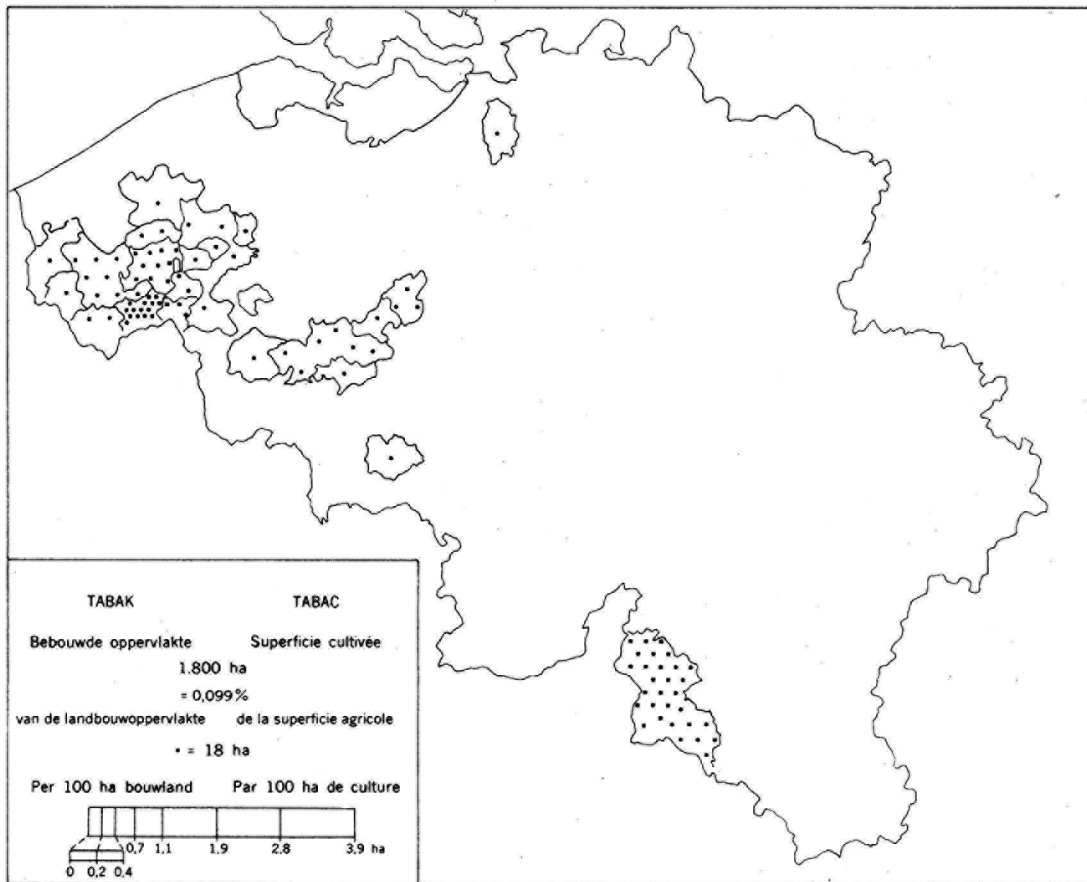 TABAK TABAC
Bebouwde oppervlakte Superficie cultivée
1.800 ha
= 0,099%
van de landbouwoppervlakte de la superficie agricole
• = 18 ha
Per 100 ha bouwland Par 100 ha de culture
0,7 1,1 1,9 2,8 3,9 ha
0 0,2 0,4